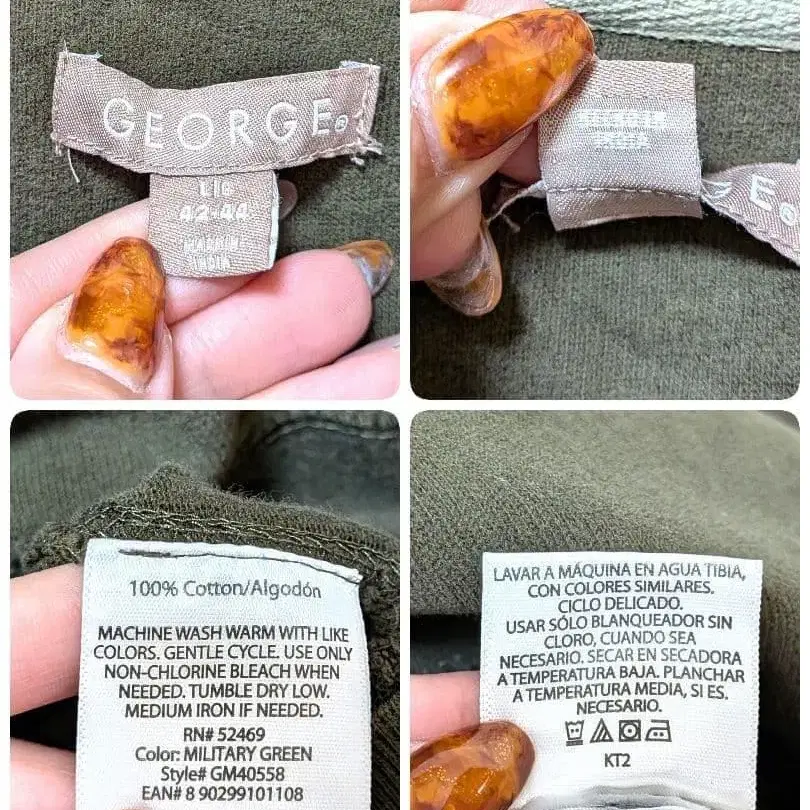 GEORGE®
L|G
42-44
MADE IN
INDIA
E®
100% Cotton/Algodón
MACHINE WASH WARM WITH LIKE
COLORS. GENTLE CYCLE. USE ONLY
NON-CHLORINE BLEACH WHEN
NEEDED. TUMBLE DRY LOW.
MEDIUM IRON IF NEEDED.
RN# 52469
Color: MILITARY GREEN
Style# GM40558
EAN# 8 90299101108
LAVAR A MÁQUINA EN AGUA TIBIA,
CON COLORES SIMILARES.
CICLO DELICADO.
USAR SÓLO BLANQUEADOR SIN
CLORO, CUANDO SEA
NECESARIO. SECAR EN SECADORA
A TEMPERATURA BAJA. PLANCHAR
A TEMPERATURA MEDIA, SI ES.
NECESARIO.
KT2